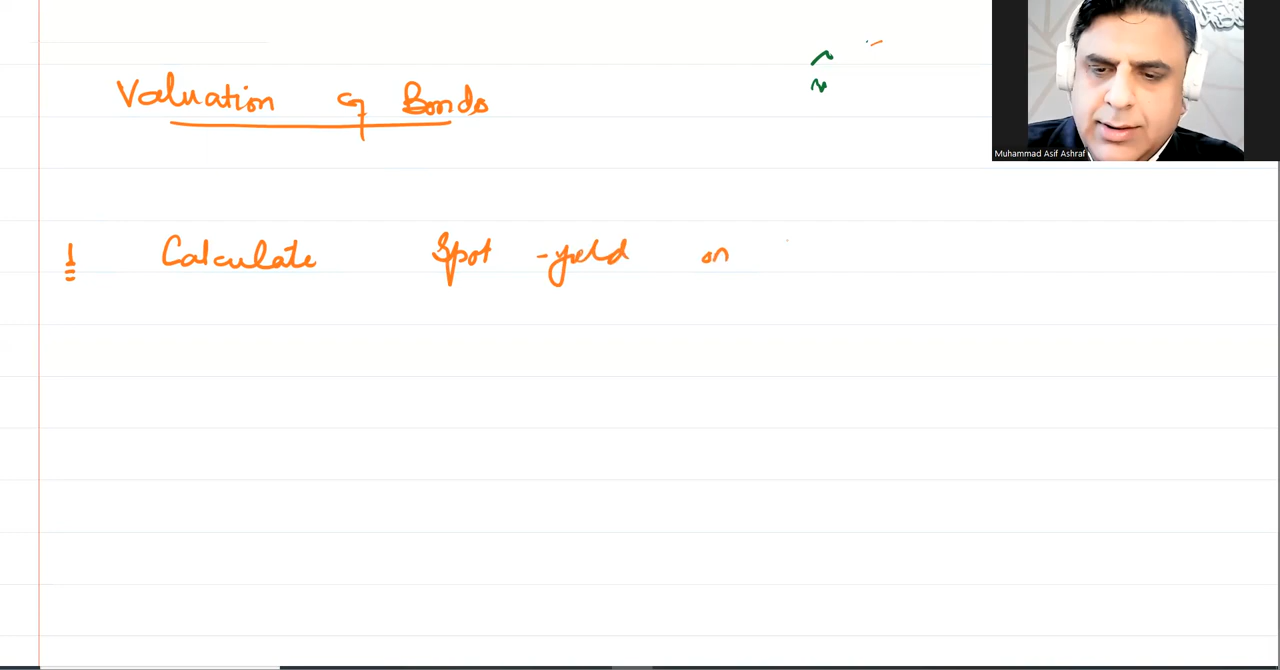 Valuation of Bonds
Muhammad Asif Ashraf
1 Calculate Spot-yield on